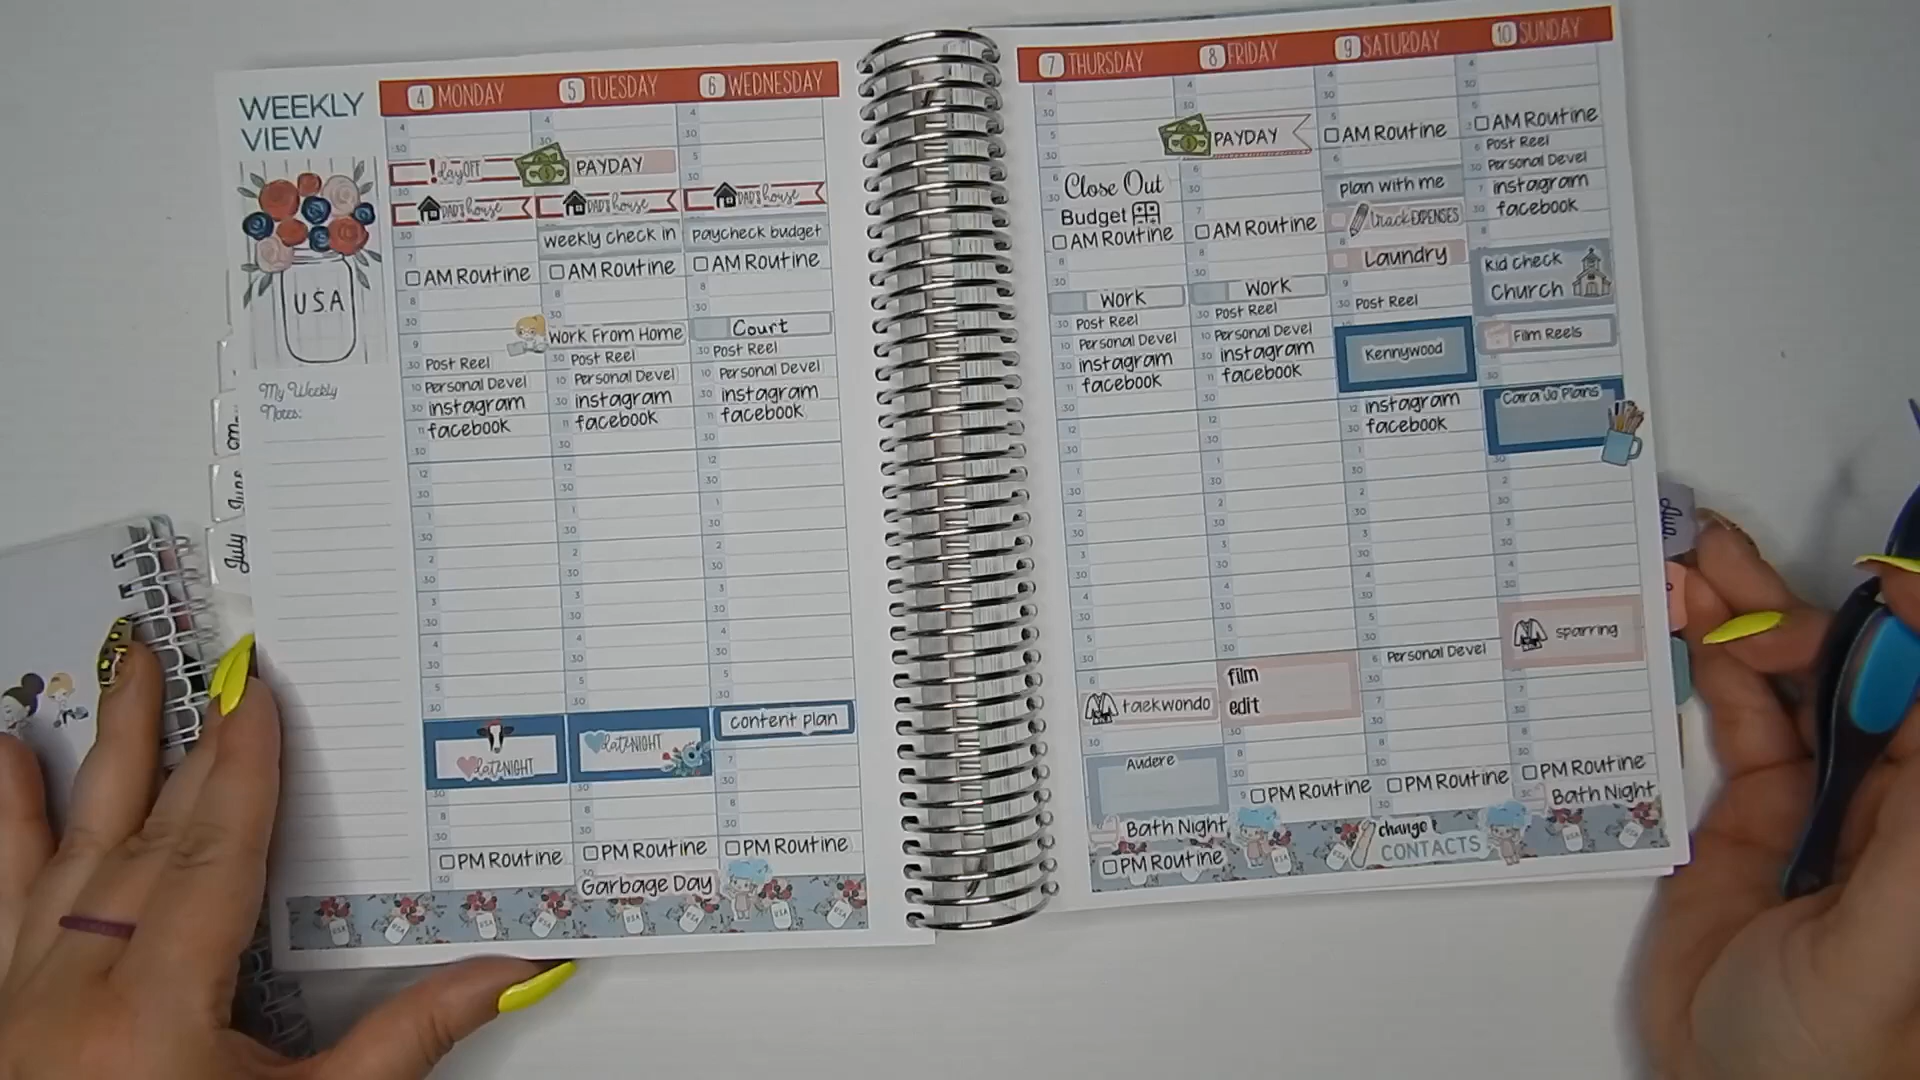 WEEKLY
VIEW
USA
My Weekly
Notes:
4 MONDAY
! day OFF
DAD'S house
AM Routine
Post Reel
Personal Devel
instagram
facebook
late NIGHT
PM Routine
5 TUESDAY
PAYDAY
DAD'S house
weekly check in
AM Routine
Work From Home
Post Reel
Personal Devel
instagram
facebook
late NIGHT
PM Routine
Garbage Day
6 WEDNESDAY
DAD'S house
paycheck budget
AM Routine
Court
Post Reel
Personal Devel
instagram
facebook
content plan
PM Routine
7 THURSDAY
Close Out
Budget
AM Routine
Work
Post Reel
Personal Devel
instagram
facebook
taekwondo
Audere
Bath Night
PM Routine
8 FRIDAY
PAYDAY
AM Routine
Work
Post Reel
Personal Devel
instagram
facebook
film
edit
PM Routine
9 SATURDAY
AM Routine
plan with me
track EXPENSES
Laundry
Post Reel
Kennywood
instagram
facebook
Personal Devel
PM Routine
change
CONTACTS
10 SUNDAY
AM Routine
Post Reel
Personal Devel
instagram
facebook
Kid Check
Church
Film Reels
Cara Jo Plans
sparring
PM Routine
Bath Night
June
July